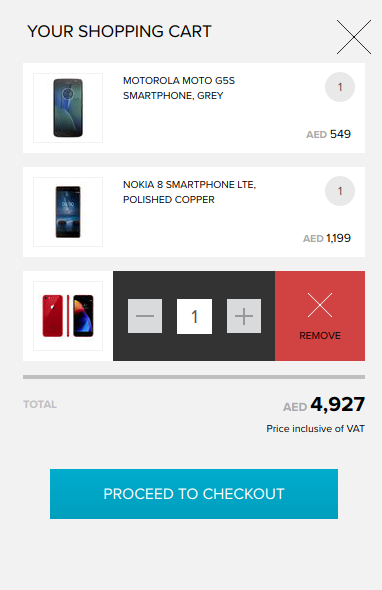 YOUR SHOPPING CART
MOTOROLA MOTO G5S
SMARTPHONE, GREY
1
AED 549
NOKIA 8 SMARTPHONE LTE,
POLISHED COPPER
1
AED 1,199
1
REMOVE
TOTAL
AED 4,927
Price inclusive of VAT
PROCEED TO CHECKOUT